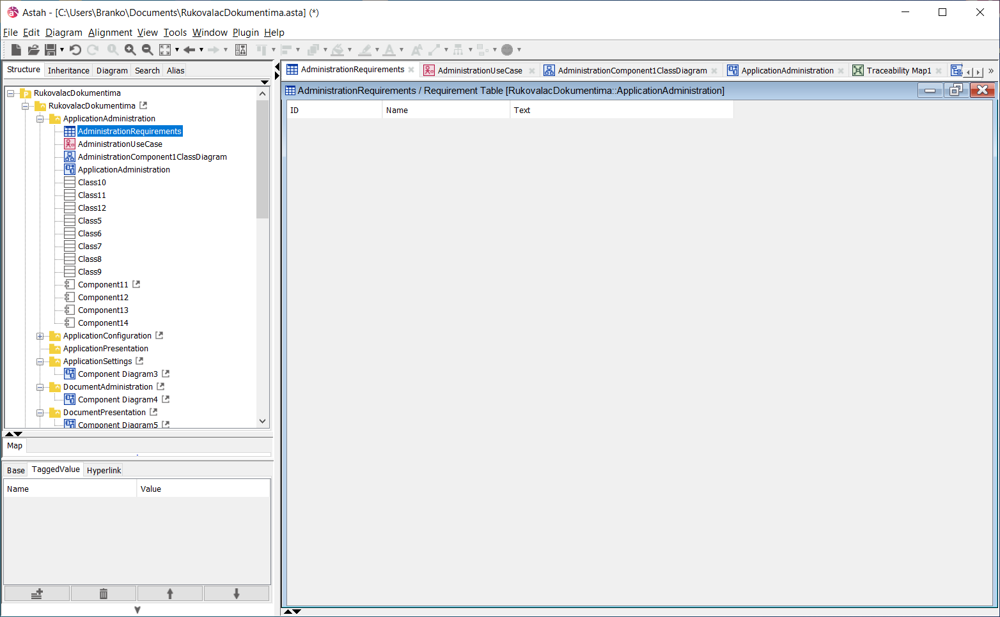 Astah - [C:\Users\Branko\Documents\RukovalacDokumentima.asta] (*)
File Edit Diagram Alignment View Tools Window Plugin Help
Structure Inheritance Diagram Search Alias
RukovalacDokumentima
RukovalacDokumentima
ApplicationAdministration
AdministrationRequirements
AdministrationUseCase
AdministrationComponent1ClassDiagram
ApplicationAdministration
Class10
Class11
Class12
Class5
Class6
Class7
Class8
Class9
Component11
Component12
Component13
Component14
ApplicationConfiguration
ApplicationPresentation
ApplicationSettings
Component Diagram3
DocumentAdministration
Component Diagram4
DocumentPresentation
Component Diagram5
Map
Base TaggedValue Hyperlink
Name Value
AdministrationRequirements AdministrationUseCase AdministrationComponent1ClassDiagram ApplicationAdministration Traceability Map1
AdministrationRequirements / Requirement Table [RukovalacDokumentima::ApplicationAdministration]
ID Name Text